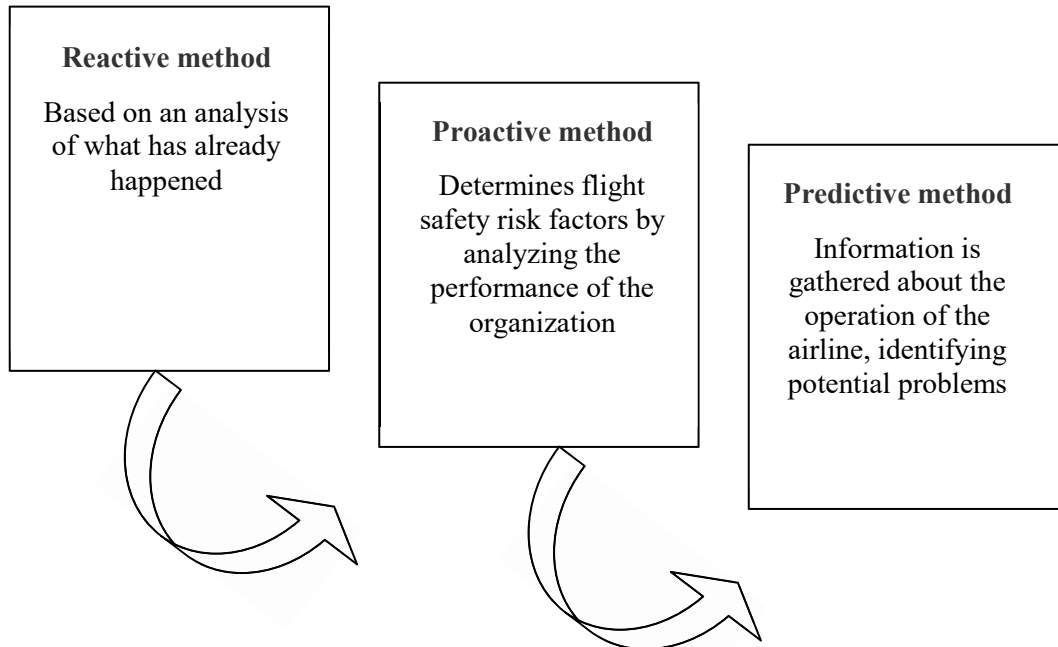 Reactive method
Based on an analysis
of what has already
happened
Proactive method
Determines flight
safety risk factors by
analyzing the
performance of the
organization
Predictive method
Information is
gathered about the
operation of the
airline, identifying
potential problems